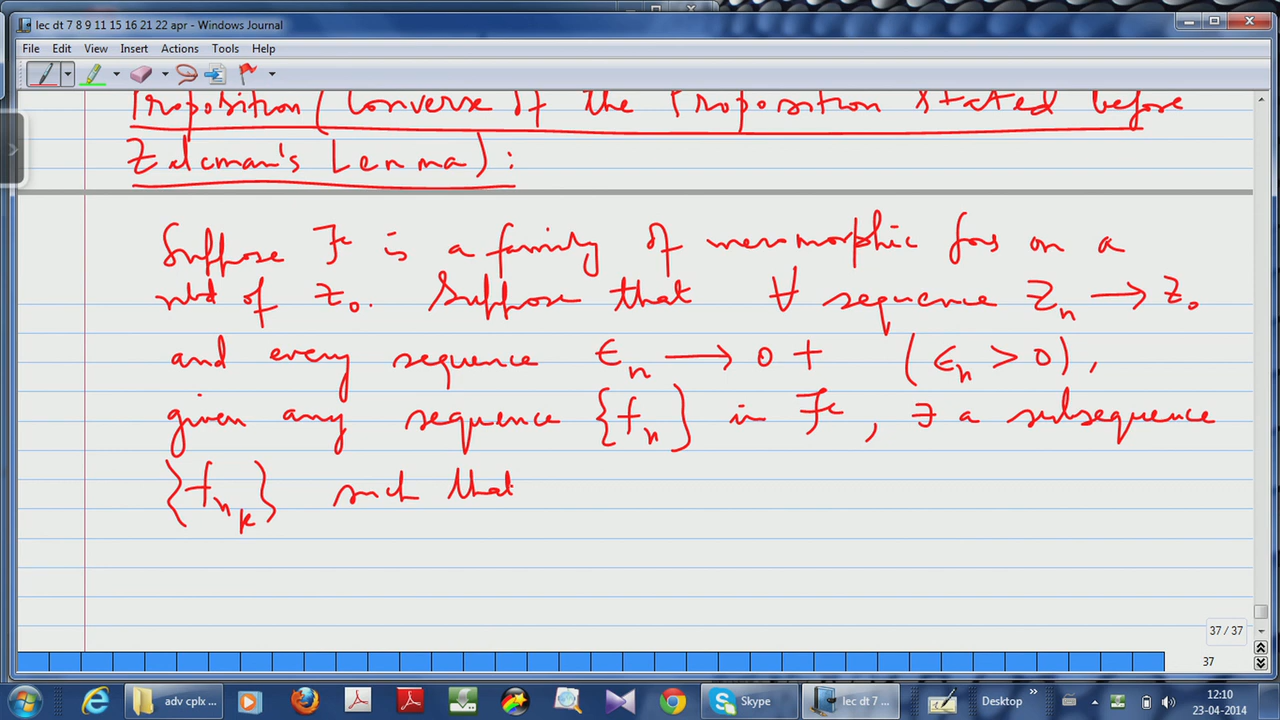 lec dt 7 8 9 11 15 16 21 22 apr - Windows Journal
File Edit View Insert Actions Tools Help
Proposition (Converse of the Proposition stated before
Zalcman's Lemma):
Suppose ℱ is a family of meromorphic fns on a
nbd of z₀. Suppose that ∀ sequence zₙ → z₀
and every sequence ϵₙ → 0+ (ϵₙ > 0),
given any sequence {fₙ} in ℱ, ∃ a subsequence
{fₙₖ} such that
37 / 37
37
adv cplx ... Skype lec dt 7 ... Desktop » 12:10
23-04-2014